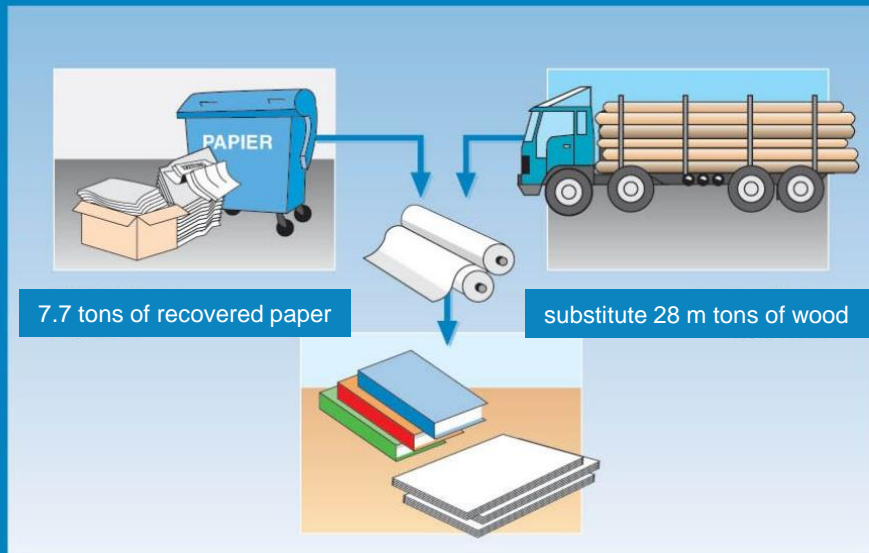 PAPIER
7.7 tons of recovered paper
substitute 28 m tons of wood